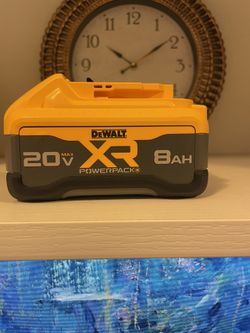 DEWALT
20V MAX
XR
POWERPACK
8AH